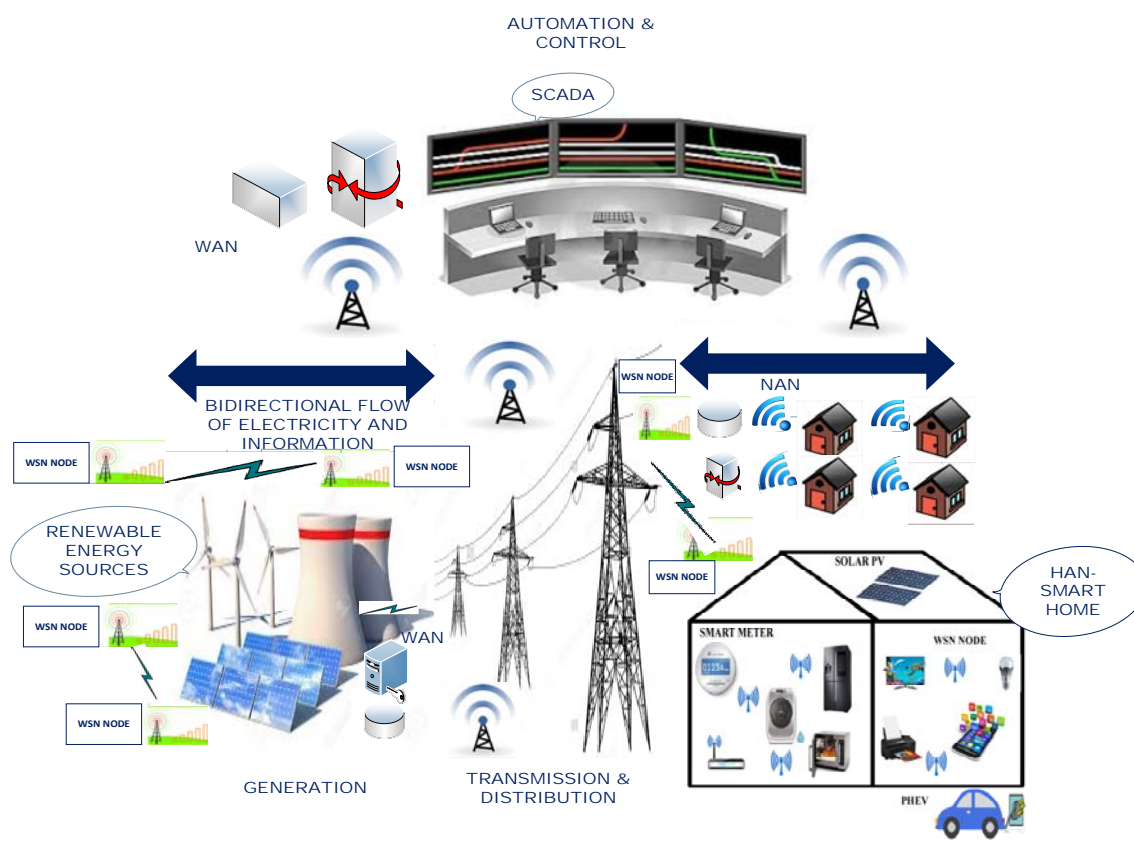 AUTOMATION &
CONTROL
SCADA
WAN
WSN NODE
NAN
BIDIRECTIONAL FLOW
OF ELECTRICITY AND
INFORMATION
WSN NODE
WSN NODE
RENEWABLE
ENERGY
SOURCES
WSN NODE
SOLAR PV
HAN-
SMART
HOME
WSN NODE
WAN
SMART METER
WSN NODE
WSN NODE
GENERATION
TRANSMISSION &
DISTRIBUTION
PHEV